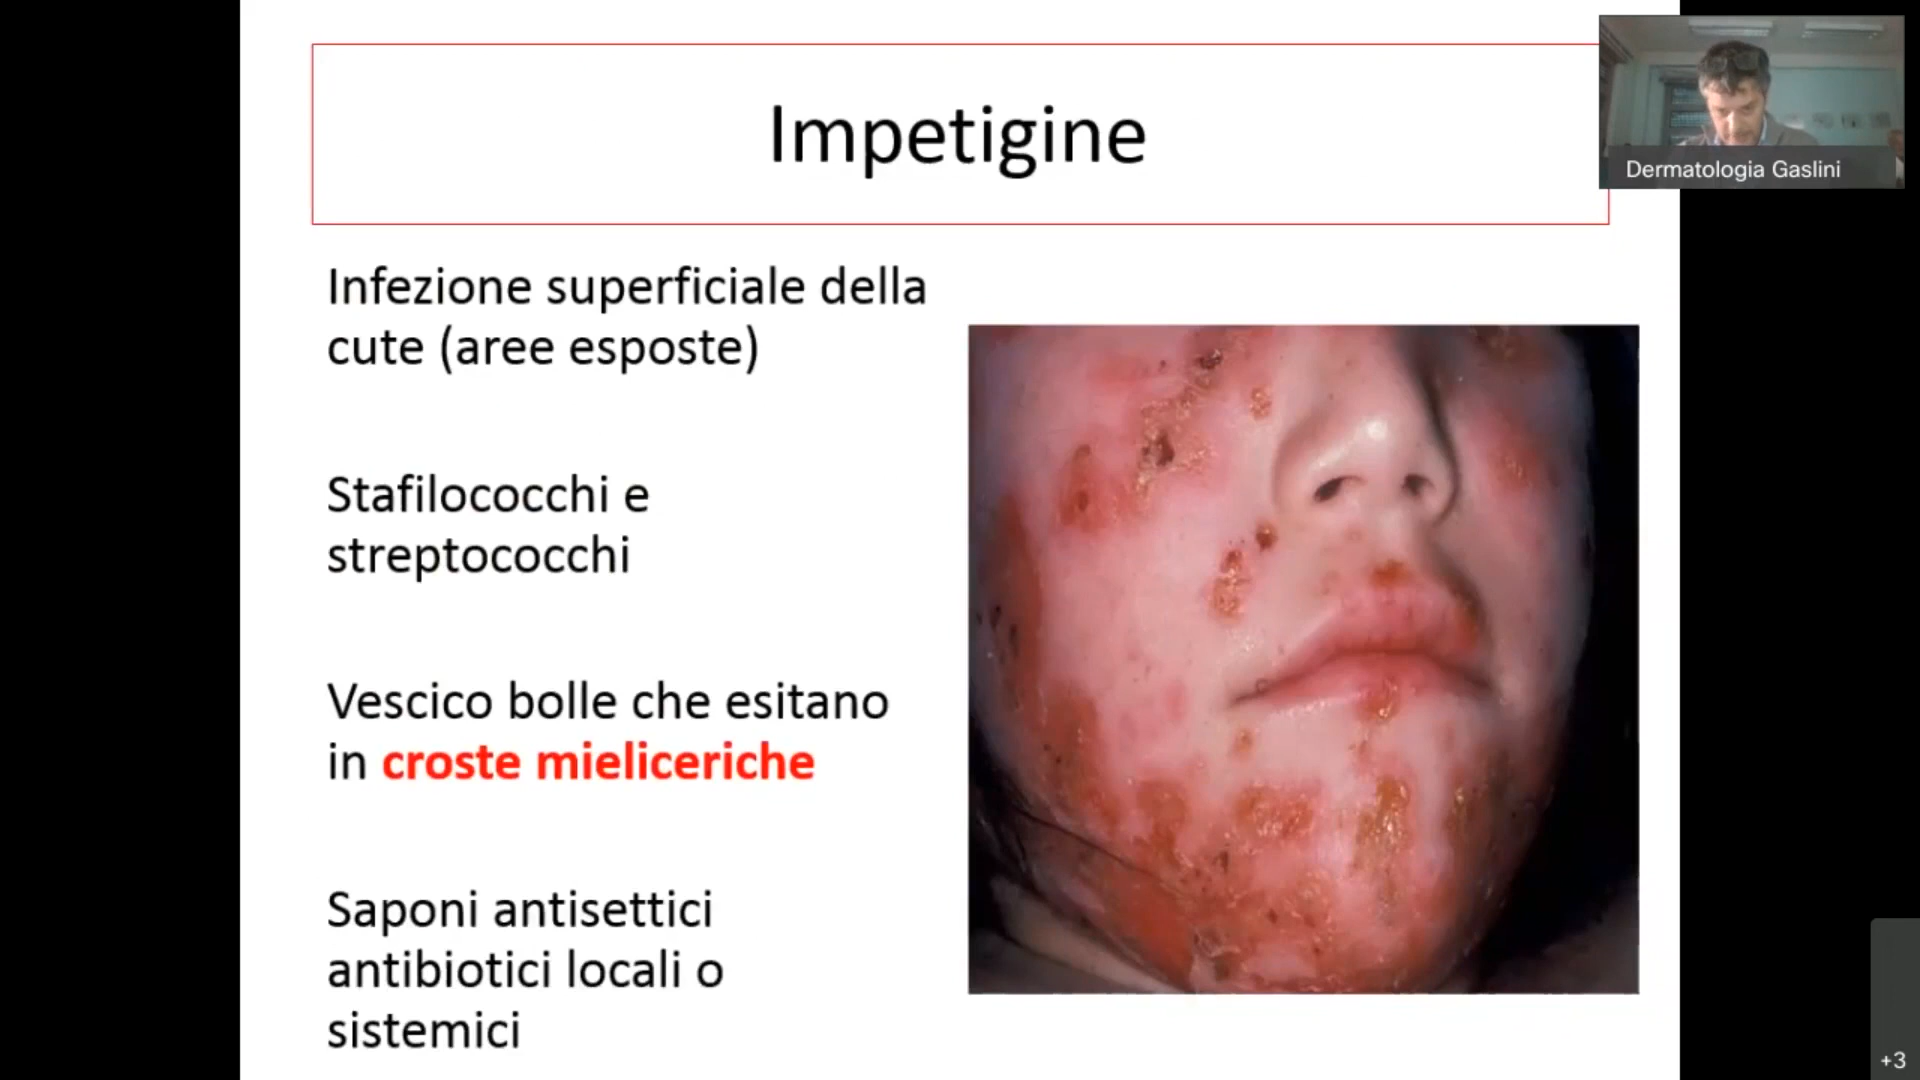 Impetigine
Dermatologia Gaslini
Infezione superficiale della
cute (aree esposte)
Stafilococchi e
streptococchi
Vescico bolle che esitano
in croste mieliceriche
Saponi antisettici
antibiotici locali o
sistemici
+3